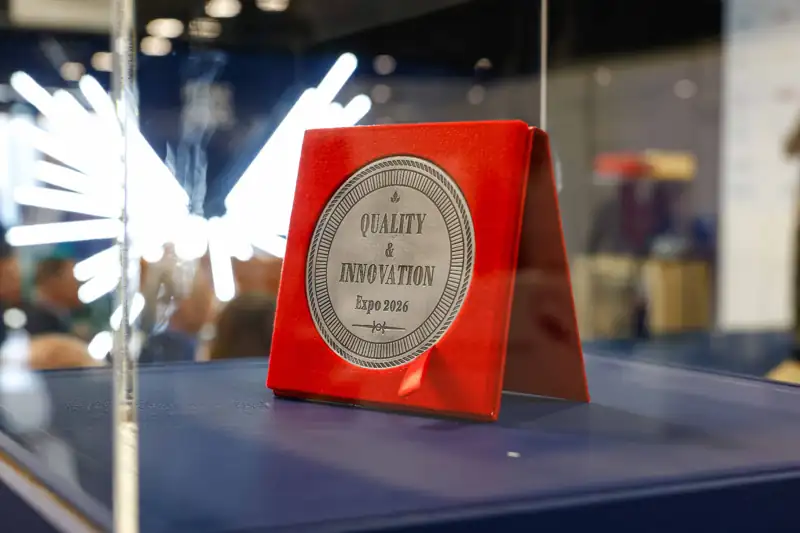 QUALITY
&
INNOVATION
Expo 2026